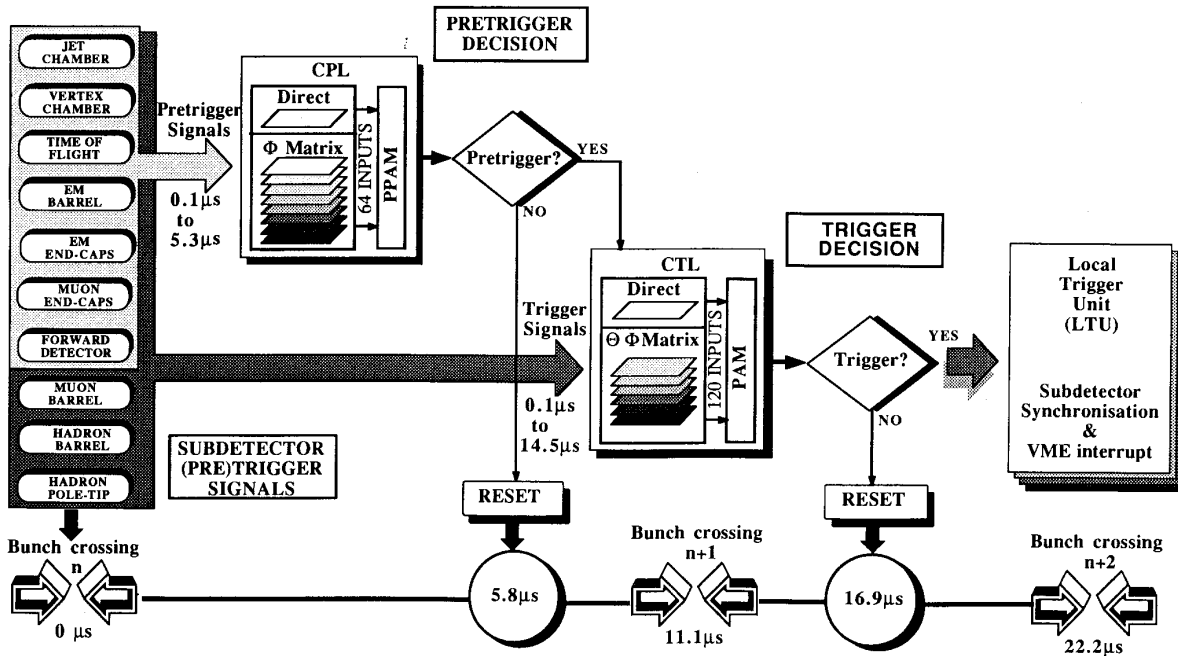 JET
CHAMBER
VERTEX
CHAMBER
TIME OF
FLIGHT
EM
BARREL
EM
END-CAPS
MUON
END-CAPS
FORWARD
DETECTOR
MUON
BARREL
HADRON
BARREL
HADRON
POLE-TIP
Pretrigger
Signals
0.1μs
to
5.3μs
CPL
Direct
Φ Matrix
64 INPUTS
PPAM
PRETRIGGER
DECISION
Pretrigger?
YES
NO
Trigger
Signals
0.1μs
to
14.5μs
CTL
Direct
Θ Φ Matrix
120 INPUTS
PAM
TRIGGER
DECISION
Trigger?
YES
NO
Local
Trigger
Unit
(LTU)
Subdetector
Synchronisation
&
VME interrupt
SUBDETECTOR
(PRE)TRIGGER
SIGNALS
RESET
RESET
Bunch crossing
n
0 μs
5.8μs
Bunch crossing
n+1
11.1μs
16.9μs
Bunch crossing
n+2
22.2μs